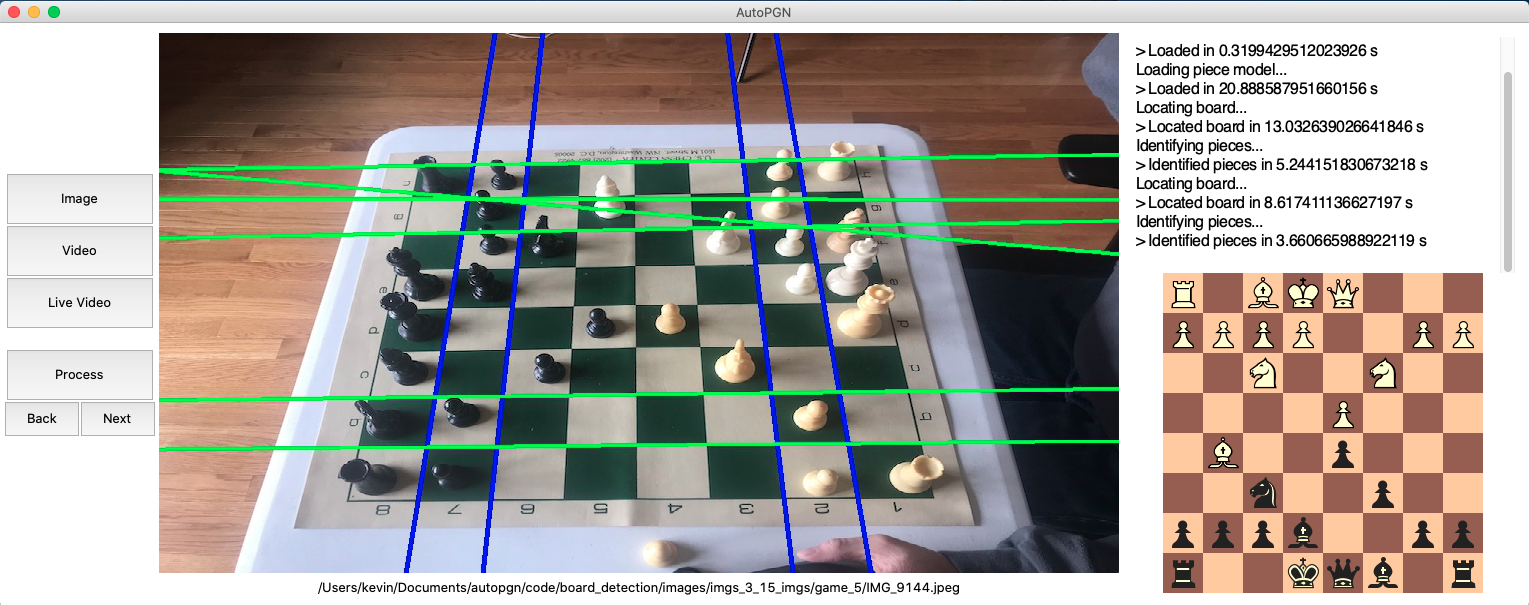 AutoPGN
Image
Video
Live Video
Process
Back
Next
U.S. CHESS CENTER
h
g
e
d
c
b
H
G
8
7
6
5
4
3
2
1
/Users/kevin/Documents/autopgn/code/board_detection/images/imgs_3_15_imgs/game_5/IMG_9144.jpeg
> Loaded in 0.3199429512023926 s
Loading piece model...
> Loaded in 20.888587951660156 s
Locating board...
> Located board in 13.032639026641846 s
Identifying pieces...
> Identified pieces in 5.244151830673218 s
Locating board...
> Located board in 8.617411136627197 s
Identifying pieces...
> Identified pieces in 3.660665988922119 s